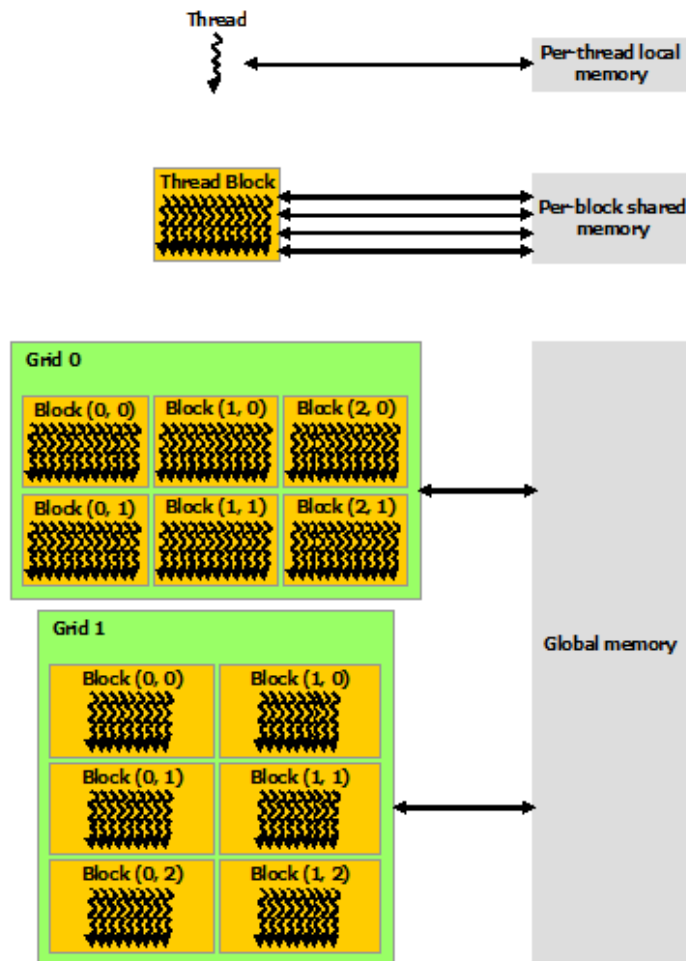 Thread
Per-thread local
memory
Thread Block
Per-block shared
memory
Grid 0
Block (0, 0)
Block (1, 0)
Block (2, 0)
Block (0, 1)
Block (1, 1)
Block (2, 1)
Global memory
Grid 1
Block (0, 0)
Block (1, 0)
Block (0, 1)
Block (1, 1)
Block (0, 2)
Block (1, 2)